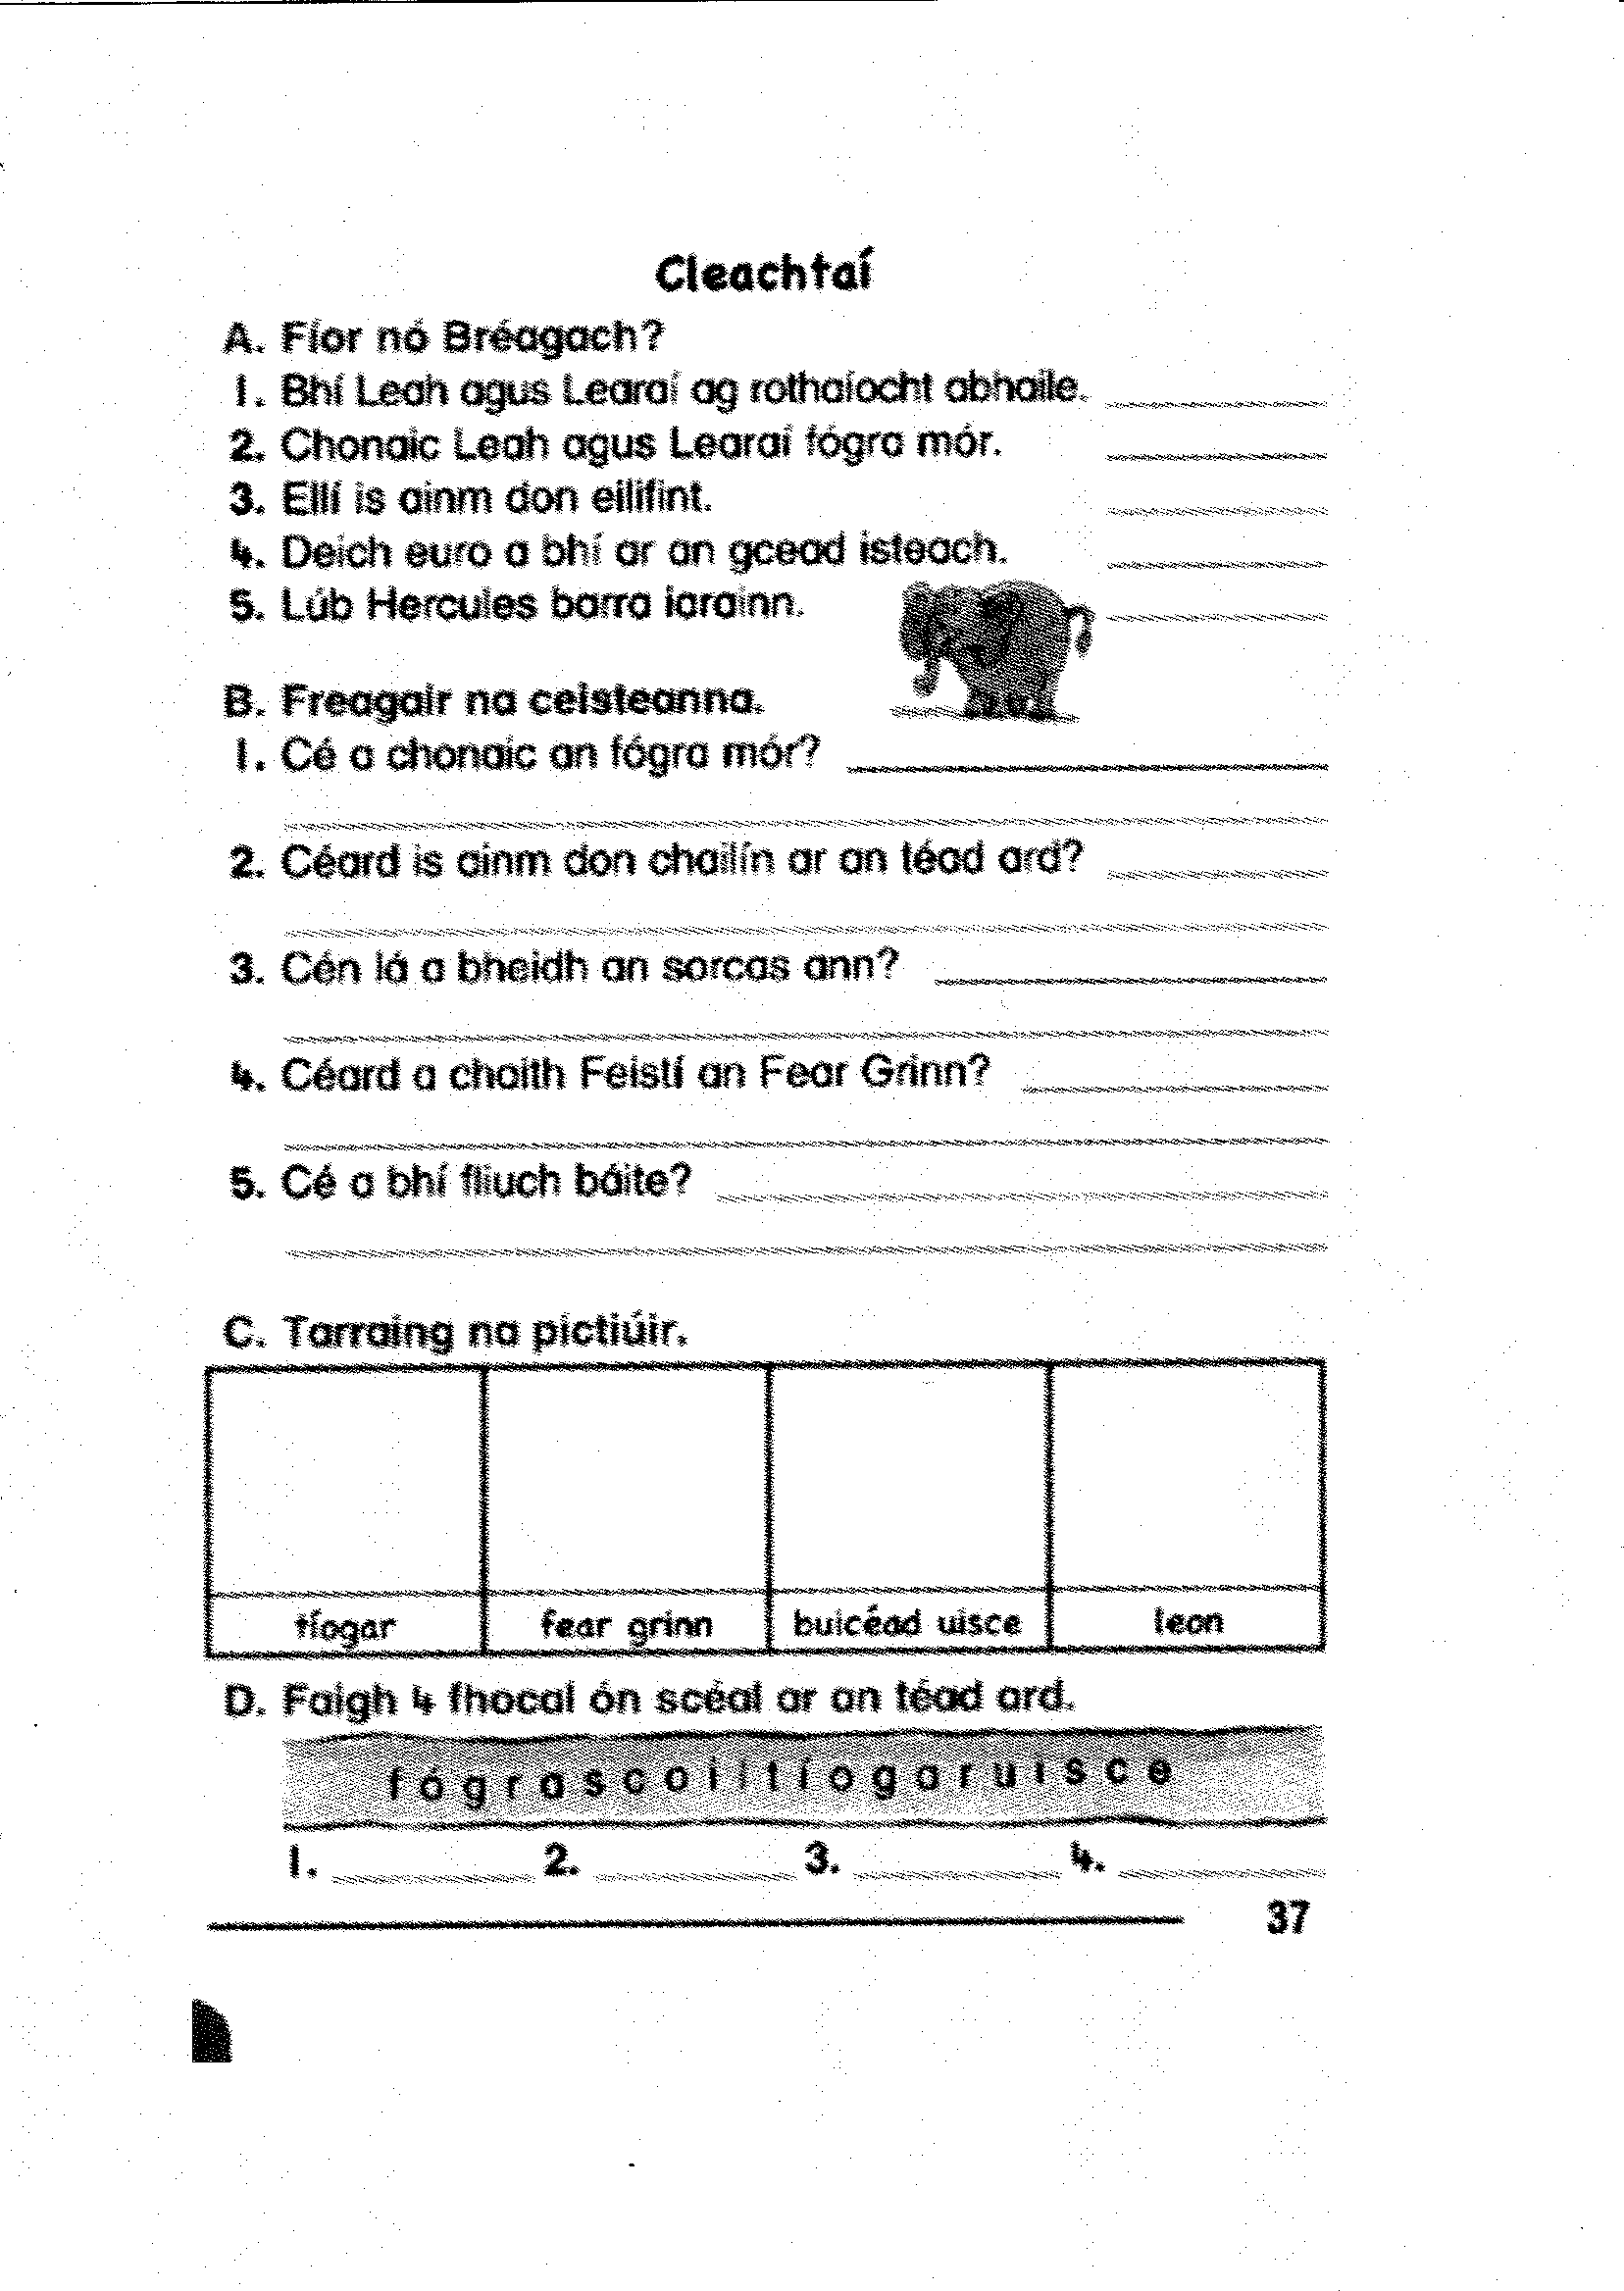 Cleachtaí
A. Fíor nó Bréagach?
1. Bhí Leah agus Learaí ag rothaíocht abhaile.
2. Chonaic Leah agus Learaí fógra mór.
3. Ellí is ainm don eilifint.
4. Deich euro a bhí ar an gcead isteach.
5. Lúb Hercules barra iarainn.
B. Freagair na ceisteanna.
1. Cé a chonaic an fógra mór?
2. Céard is ainm don chailín ar an téad ard?
3. Cén lá a bheidh an sorcas ann?
4. Céard a chaith Feistí an Fear Grinn?
5. Cé a bhí fliuch báite?
C. Tarraing na pictiúir.
tíogar fear grinn buicéad uisce leon
D. Faigh 4 fhocal ón scéal ar an téad ard.
f ó g r a s c o i l t í o g a r u i s c e
1. 2. 3. 4.
37